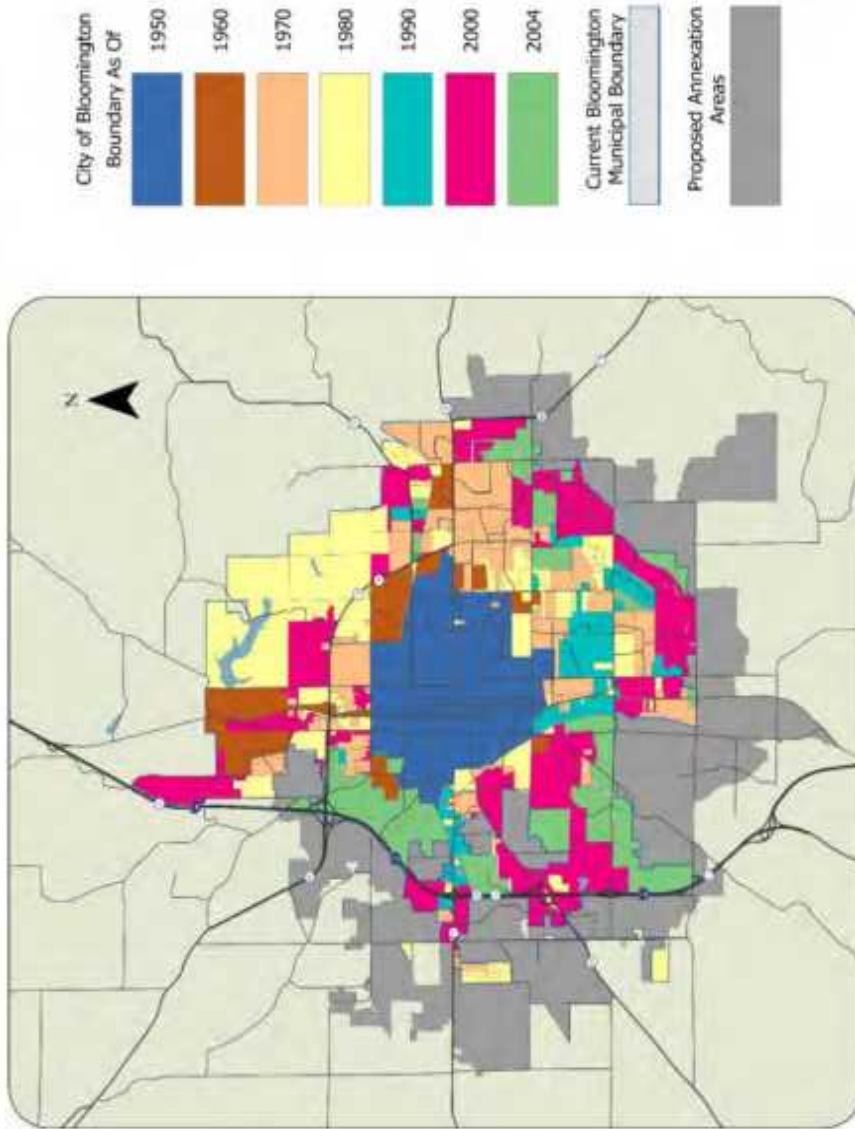 City of Bloomington
Boundary As Of
1950
1960
1970
1980
1990
2000
2004
Current Bloomington
Municipal Boundary
Proposed Annexation
Areas
N